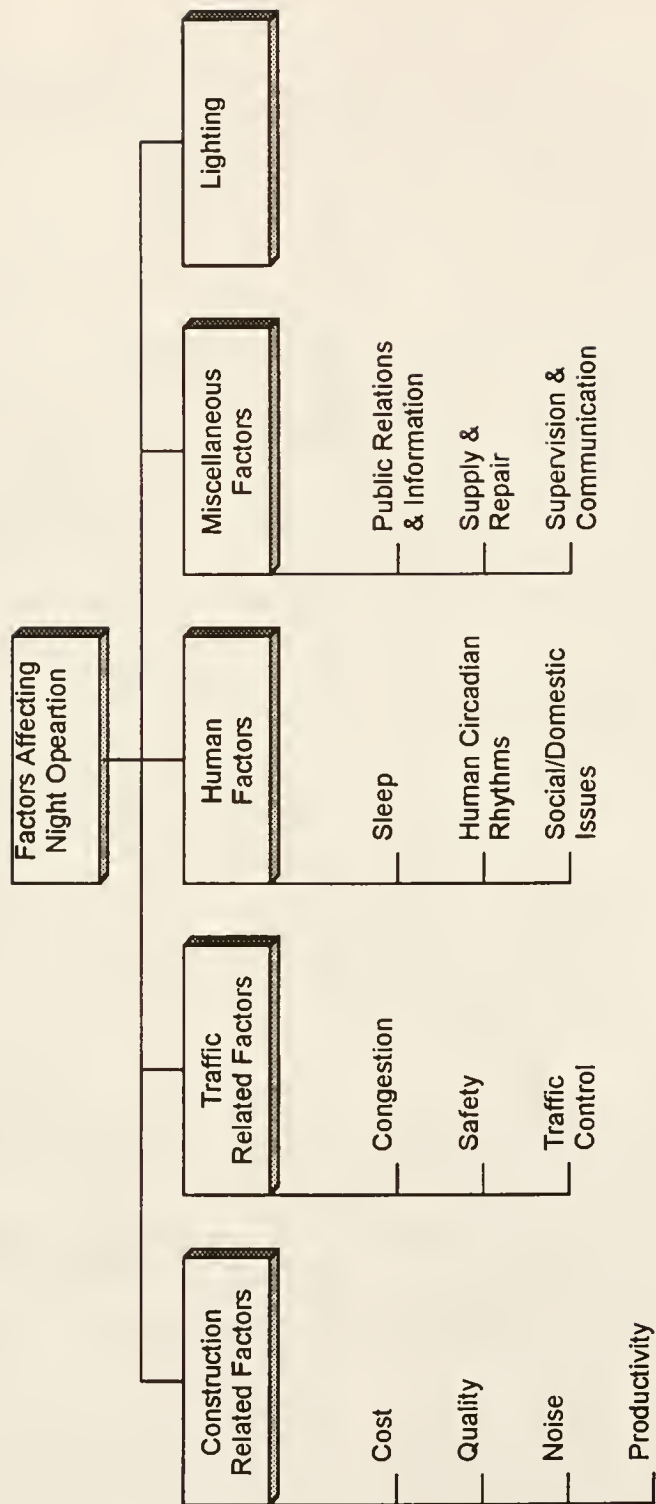 Factors Affecting
Night Opeartion
Construction
Related Factors
Cost
Quality
Noise
Productivity
Traffic
Related Factors
Congestion
Safety
Traffic
Control
Human
Factors
Sleep
Human Circadian
Rhythms
Social/Domestic
Issues
Miscellaneous
Factors
Public Relations
& Information
Supply &
Repair
Supervision &
Communication
Lighting